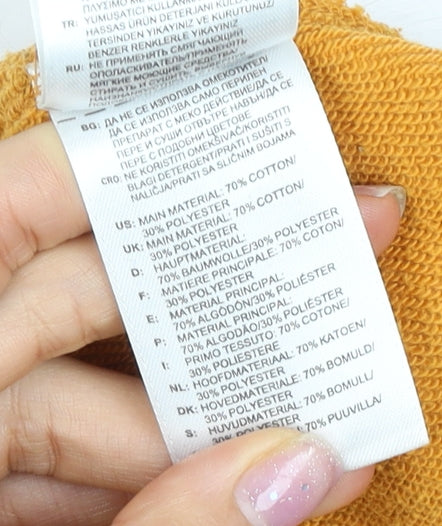 TR:
YUMUŞATICI KULLANMAYINIZ/
HASSAS ÜRÜN DETERJANI KULLANINIZ/
TERSİNDEN YIKAYINIZ VE KURUTUNUZ/
BENZER RENKLERLE YIKAYINIZ
RU: НЕ ПРИМЕНЯТЬ СМЯГЧАЮЩИЙ
ОПОЛАСКИВАТЕЛЬ/ПРИМЕНЯТЬ
МЯГКИЕ МОЮЩИЕ СРЕДСТВА/
СТИРАТЬ И СУШИТЬ
BG: ДА НЕ СЕ ИЗПОЛЗВА ОМЕКОТИТЕЛ/
ДА СЕ ИЗПОЛЗВА САМО ПЕРИЛЕН
ПРЕПАРАТ С МЕКО ДЕЙСТВИЕ/ДА СЕ
ПЕРЕ И СУШИ ОТВЪТРЕ НАВЪН/ДА СЕ
ПЕРЕ С ПОДОБНИ ЦВЕТОВЕ
CRO: NE KORISTITI OMEKŠIVAČ/KORISTITI
BLAGI DETERGENT/PRATI I SUŠITI S
NALIČJA/PRATI SA SLIČNIM BOJAMA
US: MAIN MATERIAL: 70% COTTON/
30% POLYESTER
UK: MAIN MATERIAL: 70% COTTON/
30% POLYESTER
D: HAUPTMATERIAL:
70% BAUMWOLLE/30% POLYESTER
F: MATIERE PRINCIPALE: 70% COTON/
30% POLYESTER
E: MATERIAL PRINCIPAL:
70% ALGODÓN/30% POLIÉSTER
P: MATERIAL PRINCIPAL:
70% ALGODÃO/30% POLIÉSTER
I: PRIMO TESSUTO: 70% COTONE/
30% POLIESTERE
NL: HOOFDMATERIAAL: 70% KATOEN/
30% POLYESTER
DK: HOVEDMATERIALE: 70% BOMULD/
30% POLYESTER
S: HUVUDMATERIAL: 70% BOMULL/
30% POLYESTER
70% PUUVILLA/